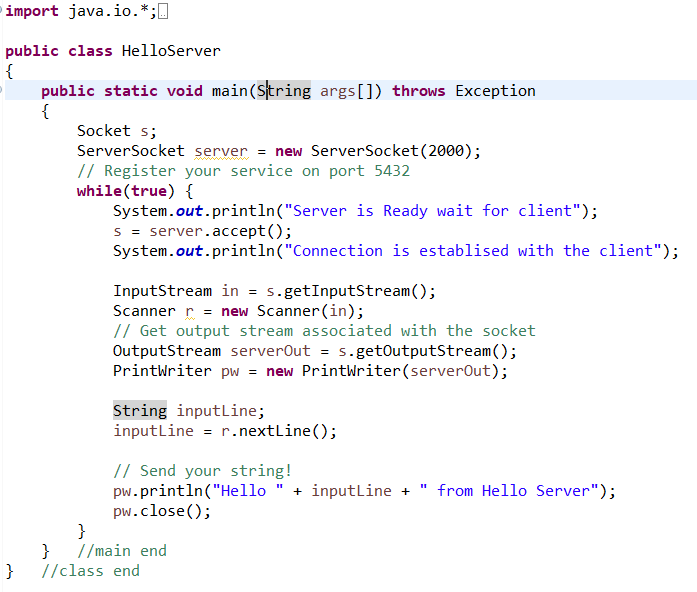 import java.io.*;
public class HelloServer
{
    public static void main(String args[]) throws Exception
    {
        Socket s;
        ServerSocket server = new ServerSocket(2000);
        // Register your service on port 5432
        while(true) {
            System.out.println("Server is Ready wait for client");
            s = server.accept();
            System.out.println("Connection is establised with the client");
            InputStream in = s.getInputStream();
            Scanner r = new Scanner(in);
            // Get output stream associated with the socket
            OutputStream serverOut = s.getOutputStream();
            PrintWriter pw = new PrintWriter(serverOut);
            String inputLine;
            inputLine = r.nextLine();
            // Send your string!
            pw.println("Hello " + inputLine + " from Hello Server");
            pw.close();
        }
    }   //main end
}   //class end